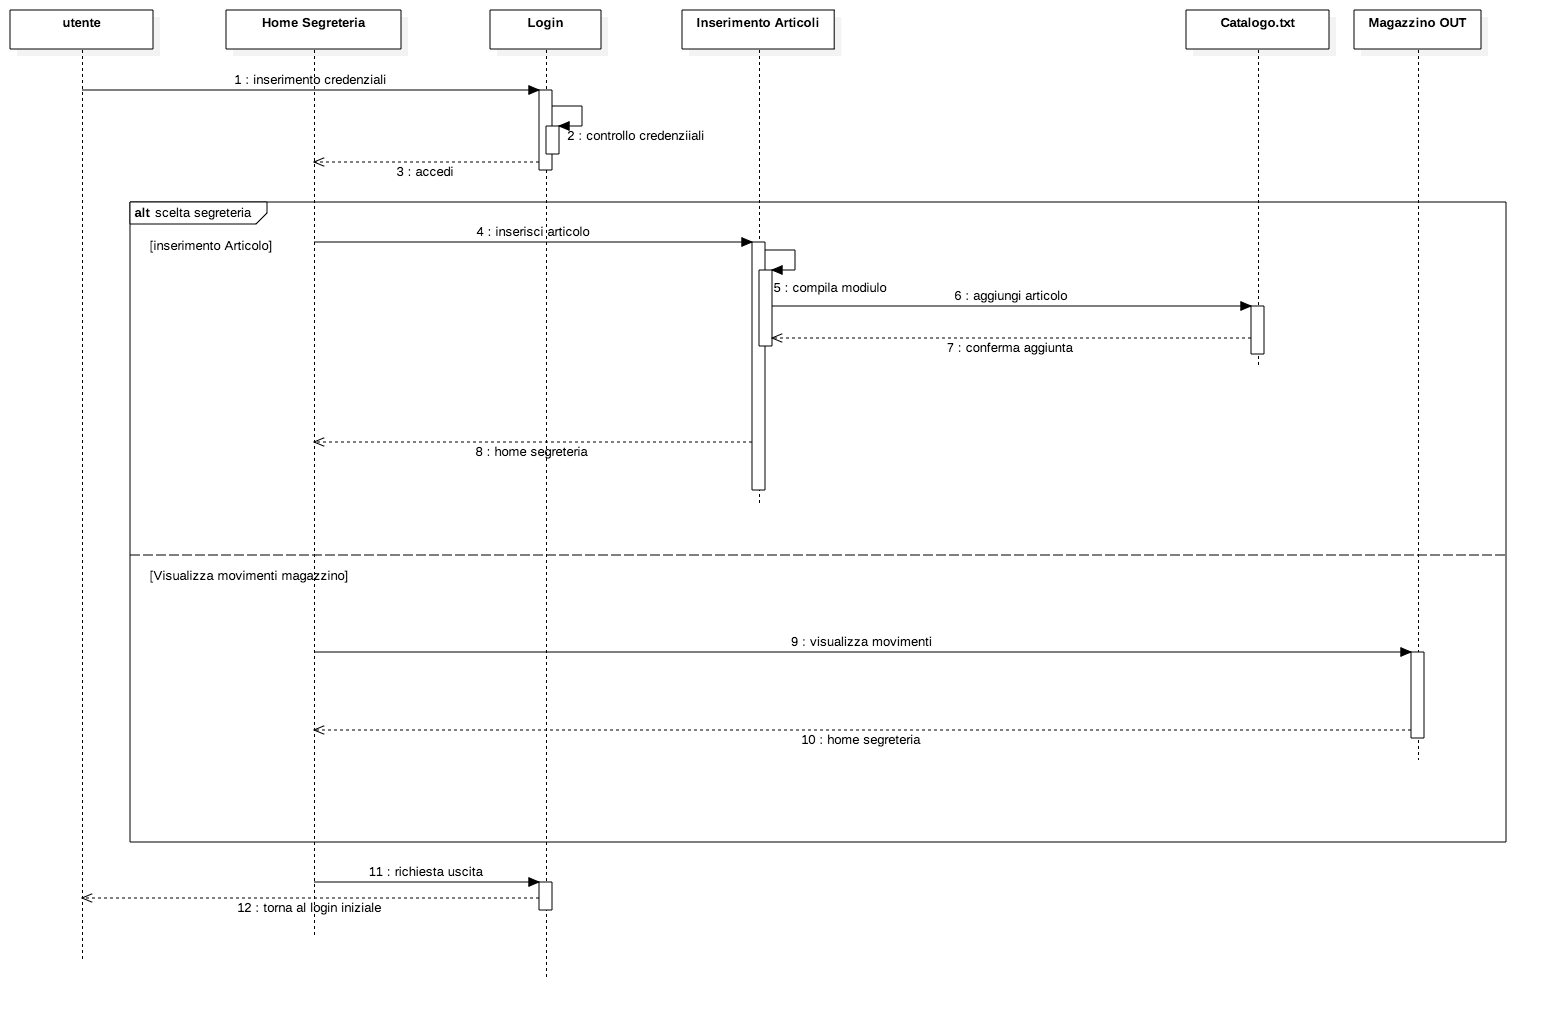 utente
Home Segreteria
Login
Inserimento Articoli
Catalogo.txt
Magazzino OUT
1 : inserimento credenziali
2 : controllo credenziiali
3 : accedi
alt scelta segreteria
[inserimento Articolo]
4 : inserisci articolo
5 : compila modiulo
6 : aggiungi articolo
7 : conferma aggiunta
8 : home segreteria
[Visualizza movimenti magazzino]
9 : visualizza movimenti
10 : home segreteria
11 : richiesta uscita
12 : torna al login iniziale